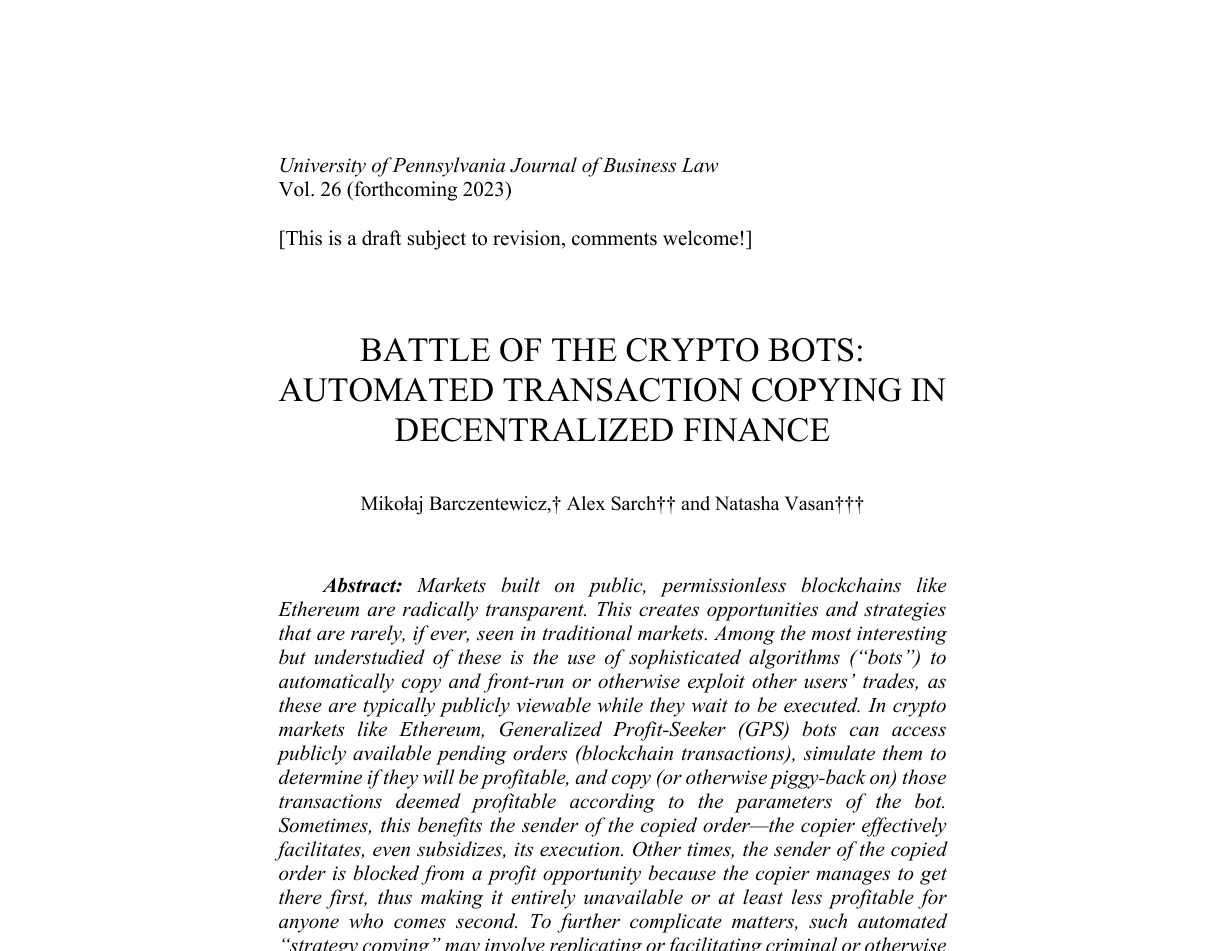 University of Pennsylvania Journal of Business Law
Vol. 26 (forthcoming 2023)
[This is a draft subject to revision, comments welcome!]
BATTLE OF THE CRYPTO BOTS:
AUTOMATED TRANSACTION COPYING IN
DECENTRALIZED FINANCE
Mikołaj Barczentewicz,† Alex Sarch†† and Natasha Vasan†††
Abstract: Markets built on public, permissionless blockchains like
Ethereum are radically transparent. This creates opportunities and strategies
that are rarely, if ever, seen in traditional markets. Among the most interesting
but understudied of these is the use of sophisticated algorithms (“bots”) to
automatically copy and front-run or otherwise exploit other users’ trades, as
these are typically publicly viewable while they wait to be executed. In crypto
markets like Ethereum, Generalized Profit-Seeker (GPS) bots can access
publicly available pending orders (blockchain transactions), simulate them to
determine if they will be profitable, and copy (or otherwise piggy-back on) those
transactions deemed profitable according to the parameters of the bot.
Sometimes, this benefits the sender of the copied order—the copier effectively
facilitates, even subsidizes, its execution. Other times, the sender of the copied
order is blocked from a profit opportunity because the copier manages to get
there first, thus making it entirely unavailable or at least less profitable for
anyone who comes second. To further complicate matters, such automated
“strategy copying” may involve replicating or facilitating criminal or otherwise